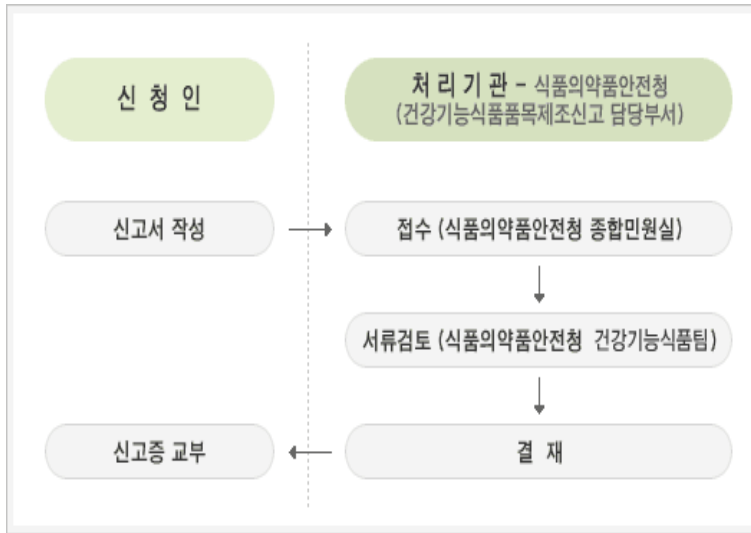 신 청 인
처 리 기 관 - 식품의약품안전청
(건강기능식품품목제조신고 담당부서)
신고서 작성
접수 (식품의약품안전청 종합민원실)
서류검토 (식품의약품안전청 건강기능식품팀)
신고증 교부
결 재